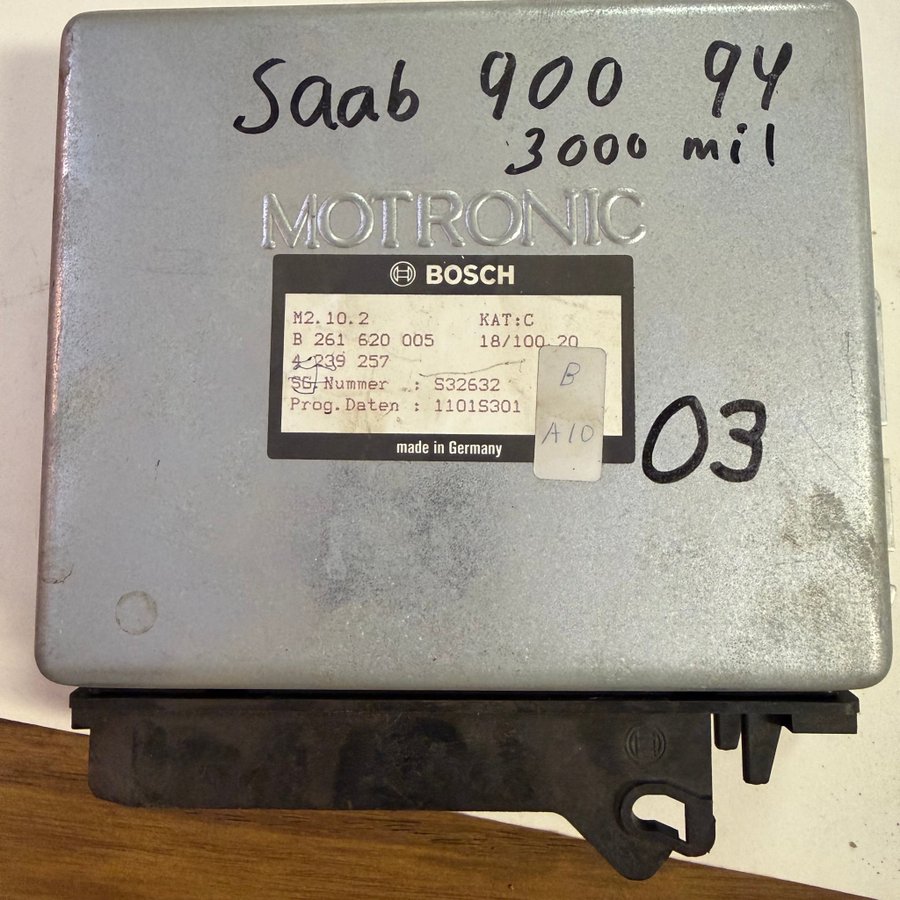 Saab 900 94
3000 mil
MOTRONIC
BOSCH
M2.10.2 KAT:C
B 261 620 005 18/100.20
4 239 257
SG Nummer : S32632
Prog.Daten : 1101S301
B
A10
made in Germany
03